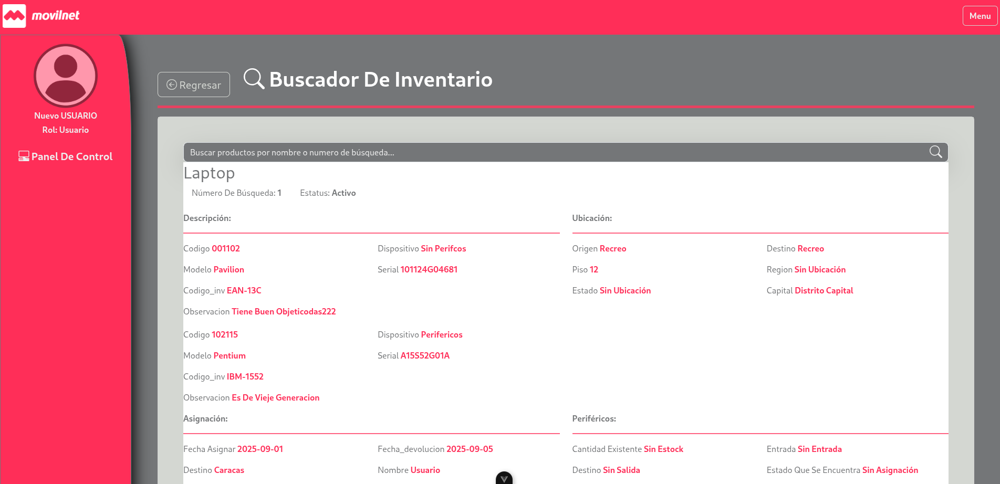 movilnet
Menu
Nuevo USUARIO
Rol: Usuario
Panel De Control
Regresar
Buscador De Inventario
Buscar productos por nombre o numero de búsqueda...
Laptop
Número De Búsqueda: 1 Estatus: Activo
Descripción:
Codigo 001102 Dispositivo Sin Perifcos
Modelo Pavilion Serial 101124G04681
Codigo_inv EAN-13C
Observacion Tiene Buen Objeticodas222
Codigo 102115 Dispositivo Perifericos
Modelo Pentium Serial A15S52G01A
Codigo_inv IBM-1552
Observacion Es De Vieje Generacion
Ubicación:
Origen Recreo Destino Recreo
Piso 12 Region Sin Ubicación
Estado Sin Ubicación Capital Distrito Capital
Asignación:
Fecha Asignar 2025-09-01 Fecha_devolucion 2025-09-05
Destino Caracas Nombre Usuario
Periféricos:
Cantidad Existente Sin Estock Entrada Sin Entrada
Destino Sin Salida Estado Que Se Encuentra Sin Asignación